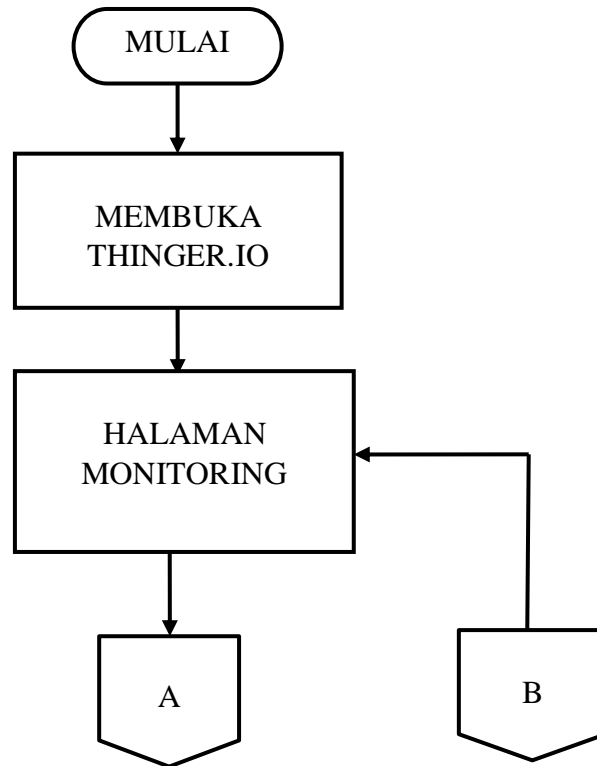 MULAI
MEMBUKA
THINGER.IO
HALAMAN
MONITORING
A
B